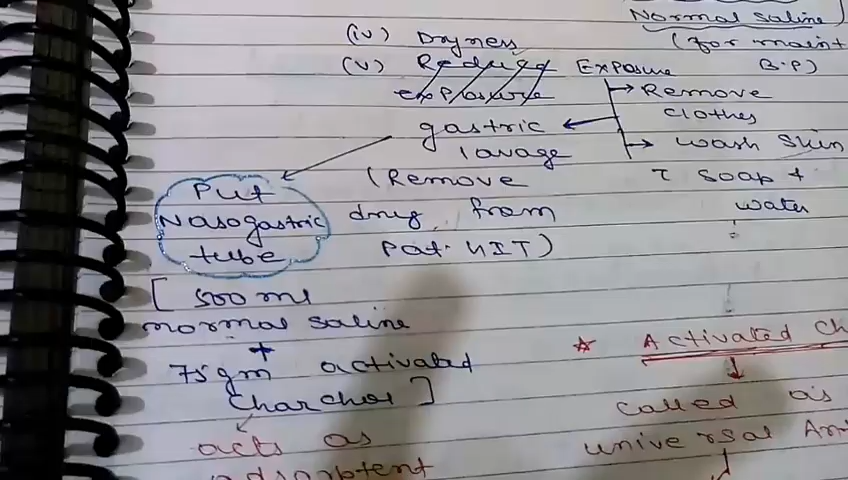 Normal saline)
(iv) Dryness
(for maint
(v) Reduce Exposure
B.P)
exposure
Remove
clothes
gastric
lavage
wash skin
(Remove
τ soap +
water
drug from
Pat. GIT)
Put
Nasogastric
tube
[ 500 ml
normal saline
+
75 gm activated
charchol ]
acts as
adsorbtent
* Activated Ch
called as
universal An